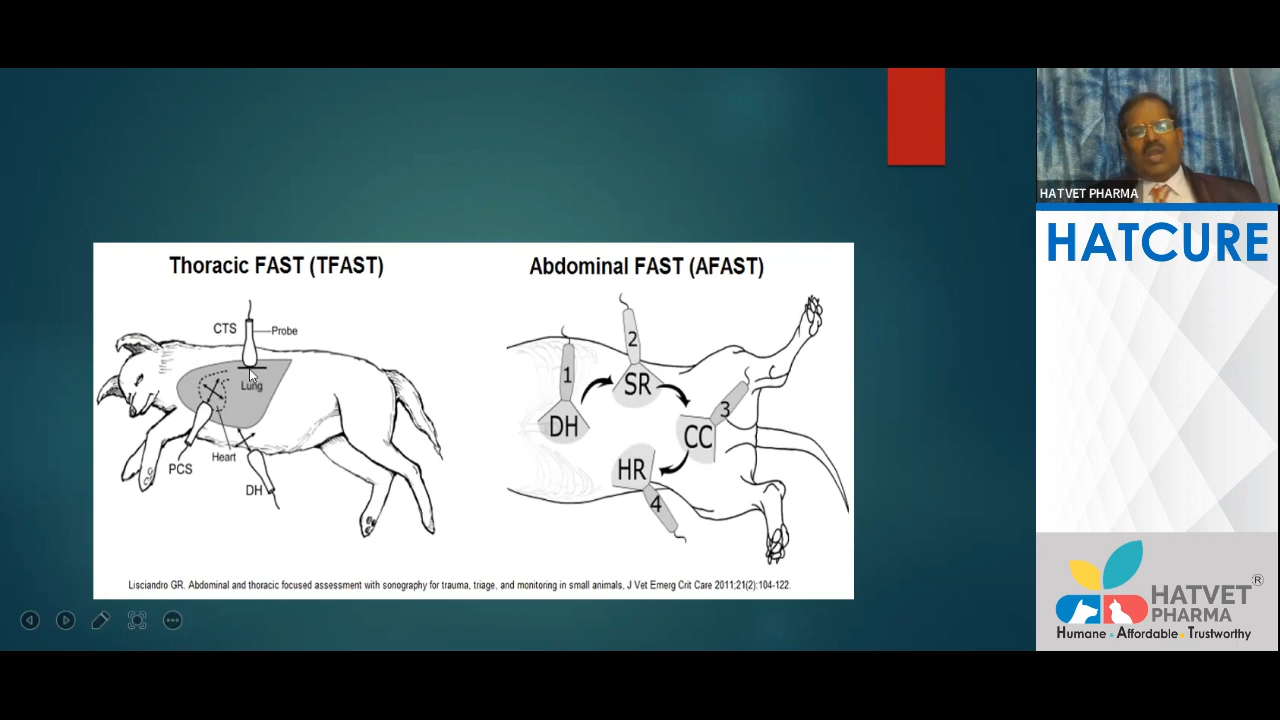 Thoracic FAST (TFAST)
CTS
Probe
Lung
Heart
PCS
DH
Abdominal FAST (AFAST)
1
DH
2
SR
3
CC
HR
4
Lisciandro GR. Abdominal and thoracic focused assessment with sonography for trauma, triage, and monitoring in small animals, J Vet Emerg Crit Care 2011;21(2):104-122.
HATVET PHARMA
HATCURE
HATVET ®
PHARMA
Humane • Affordable • Trustworthy